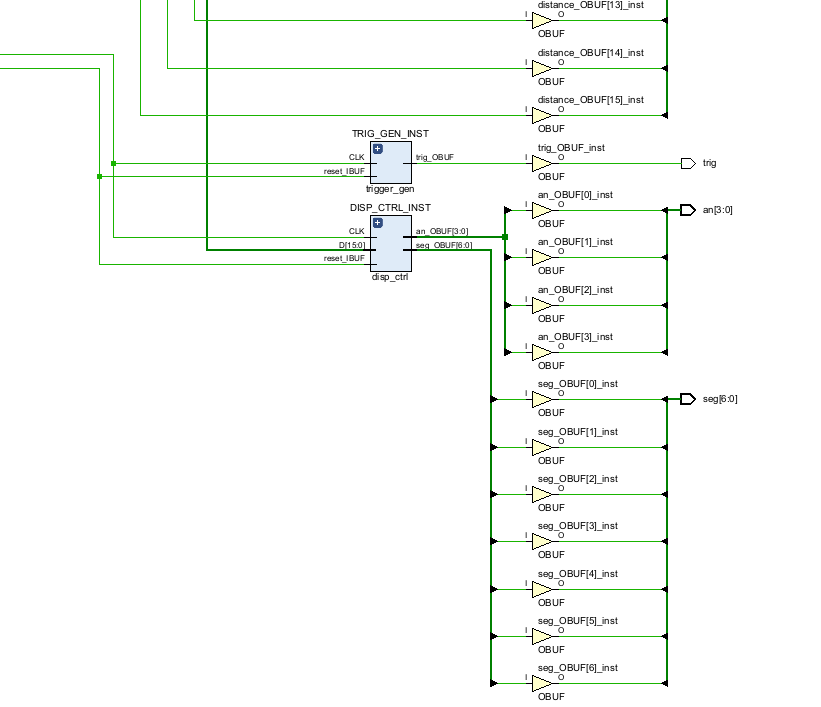 distance_OBUF[13]_inst
I
O
OBUF
distance_OBUF[14]_inst
I
O
OBUF
distance_OBUF[15]_inst
I
O
OBUF
TRIG_GEN_INST
CLK
reset_IBUF
trig_OBUF
trigger_gen
trig_OBUF_inst
I
O
OBUF
trig
DISP_CTRL_INST
CLK
D[15:0]
reset_IBUF
an_OBUF[3:0]
seg_OBUF[6:0]
disp_ctrl
an_OBUF[0]_inst
I
O
OBUF
an[3:0]
an_OBUF[1]_inst
I
O
OBUF
an_OBUF[2]_inst
I
O
OBUF
an_OBUF[3]_inst
I
O
OBUF
seg_OBUF[0]_inst
I
O
OBUF
seg[6:0]
seg_OBUF[1]_inst
I
O
OBUF
seg_OBUF[2]_inst
I
O
OBUF
seg_OBUF[3]_inst
I
O
OBUF
seg_OBUF[4]_inst
I
O
OBUF
seg_OBUF[5]_inst
I
O
OBUF
seg_OBUF[6]_inst
I
O
OBUF